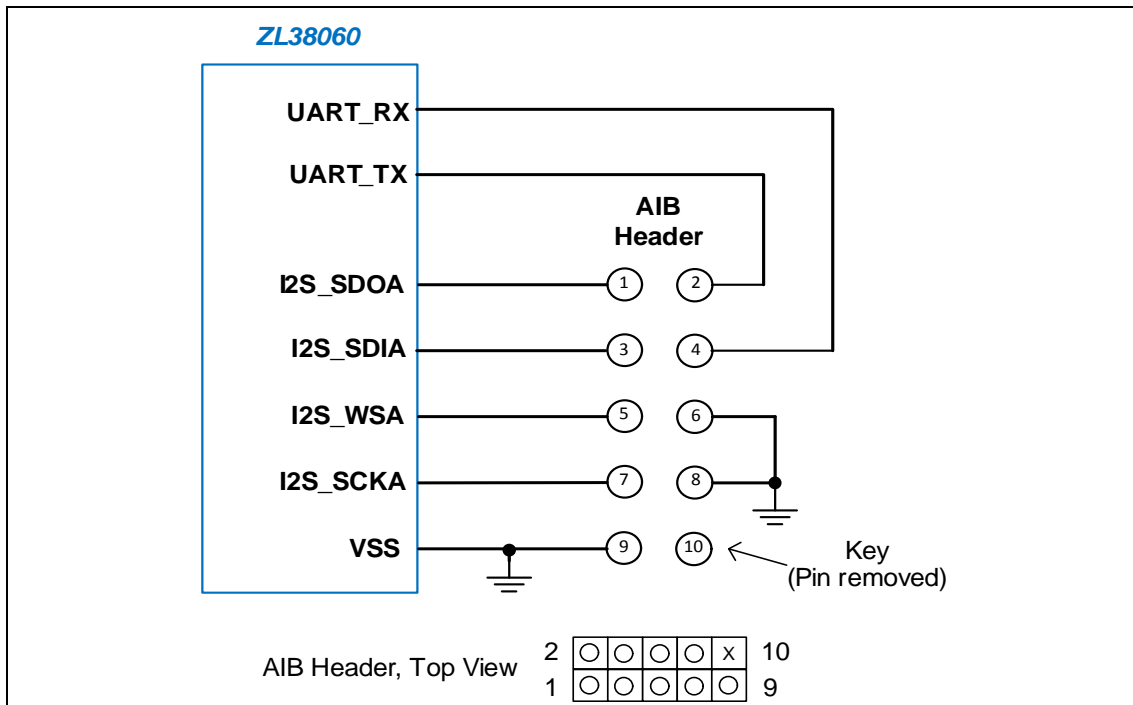 ZL38060
UART_RX
UART_TX
AIB
Header
I2S_SDOA
1
2
I2S_SDIA
3
4
I2S_WSA
5
6
I2S_SCKA
7
8
VSS
9
10
Key
(Pin removed)
AIB Header, Top View
2
X
10
1
9